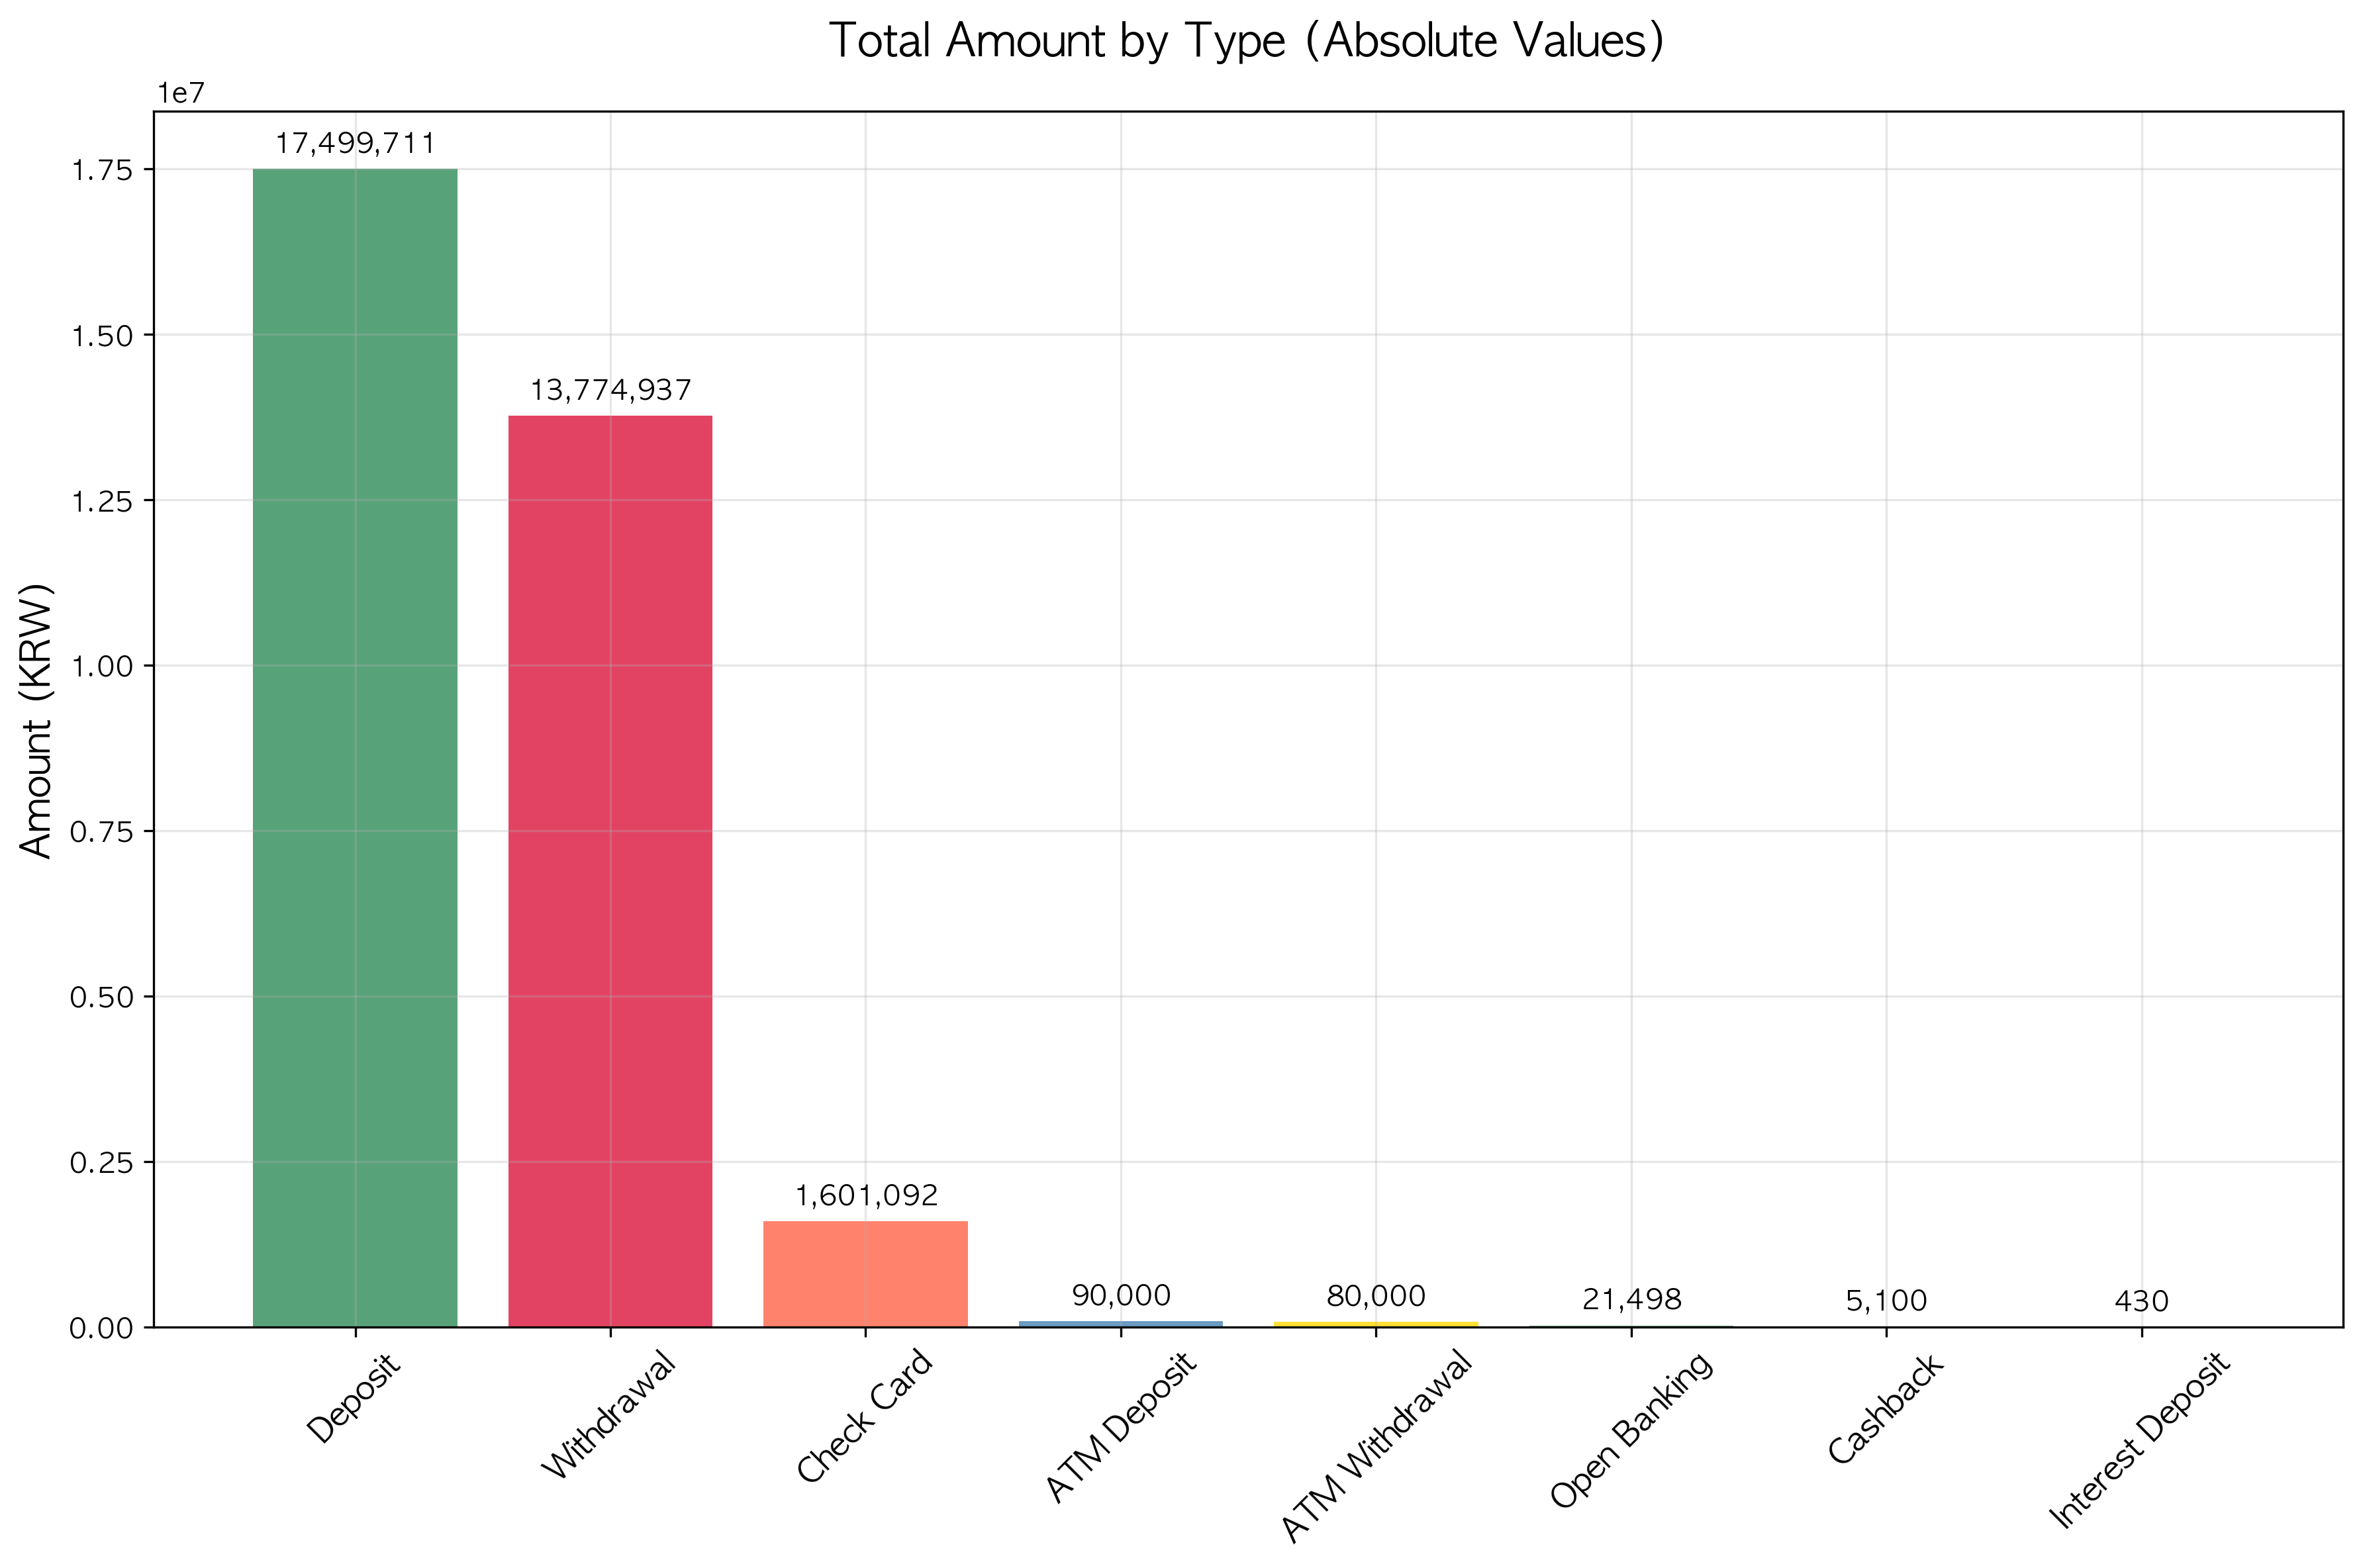 Total Amount by Type (Absolute Values)
1e7
Amount (KRW)
1.75
1.50
1.25
1.00
0.75
0.50
0.25
0.00
17,499,711
13,774,937
1,601,092
90,000
80,000
21,498
5,100
430
Deposit
Withdrawal
Check Card
ATM Deposit
ATM Withdrawal
Open Banking
Cashback
Interest Deposit